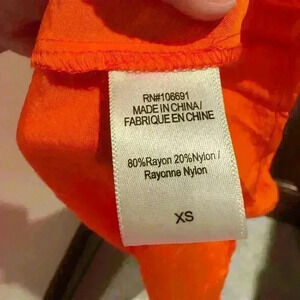 RN#106691
MADE IN CHINA/
FABRIQUE EN CHINE
80%Rayon 20%Nylon/
Rayonne Nylon
XS